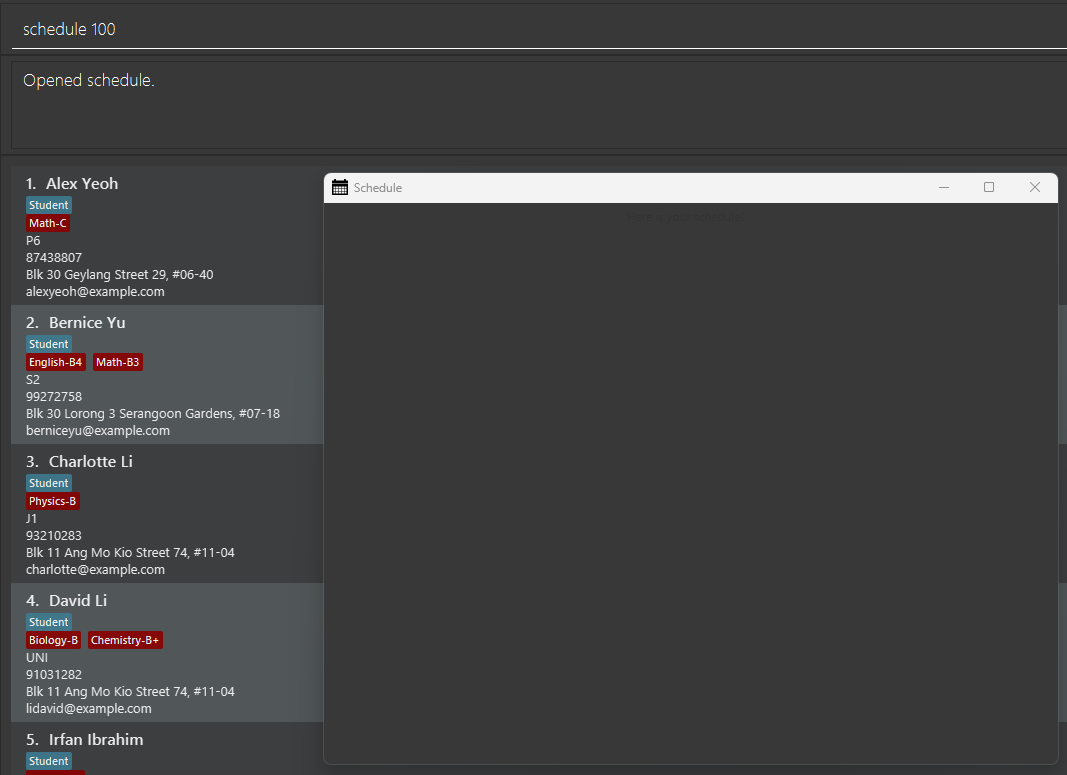 schedule 100
Opened schedule.
1. Alex Yeoh
Student
Math-C
P6
87438807
Blk 30 Geylang Street 29, #06-40
alexyeoh@example.com
2. Bernice Yu
Student
English-B4 Math-B3
S2
99272758
Blk 30 Lorong 3 Serangoon Gardens, #07-18
berniceyu@example.com
3. Charlotte Li
Student
Physics-B
J1
93210283
Blk 11 Ang Mo Kio Street 74, #11-04
charlotte@example.com
4. David Li
Student
Biology-B Chemistry-B+
UNI
91031282
Blk 11 Ang Mo Kio Street 74, #11-04
lidavid@example.com
5. Irfan Ibrahim
Student
Schedule